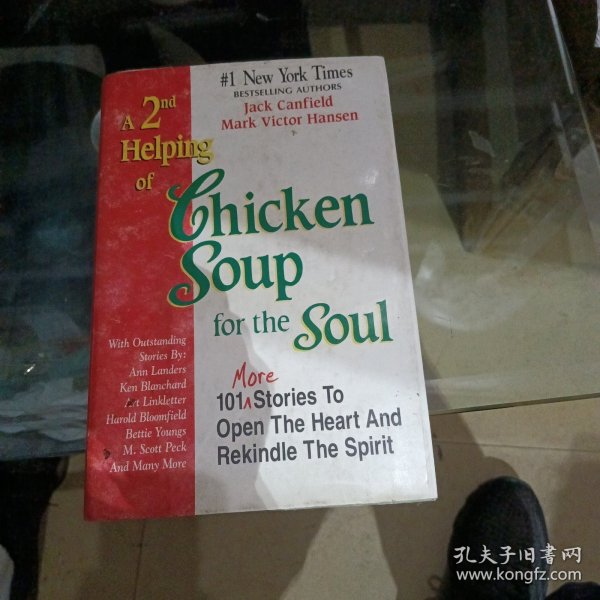 #1 New York Times
BESTSELLING AUTHORS
Jack Canfield
Mark Victor Hansen
A 2nd
Helping
of
Chicken
Soup
for the Soul
With Outstanding
Stories By:
Ann Landers
Ken Blanchard
Art Linkletter
Harold Bloomfield
Bettie Youngs
M. Scott Peck
And Many More
More
101 Stories To
Open The Heart And
Rekindle The Spirit
孔夫子旧书网
www.kongfz.com